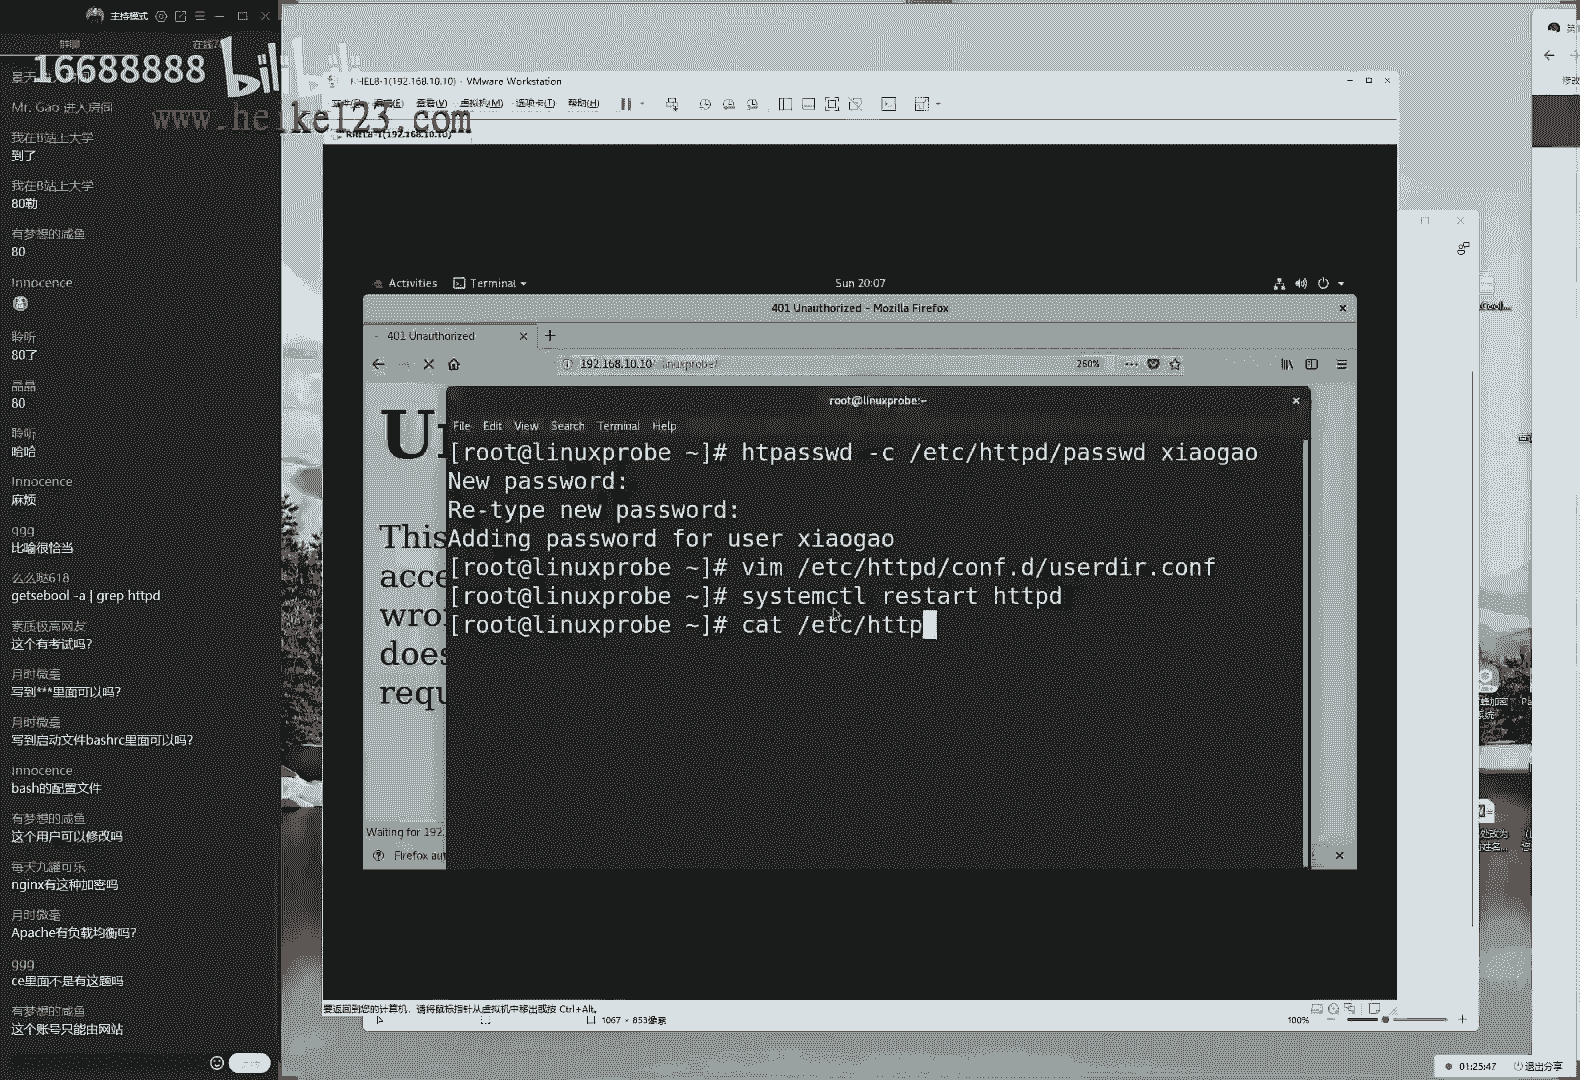 主持模式
群聊
16688888
www.heike123.com
Mr. Gao 进入房间
我在B站上大学
到了
我在B站上大学
80勒
有梦想的咸鱼
80
Innocence
聆听
80了
晶晶
80
聆听
哈哈
Innocence
麻烦
ggg
比喻很恰当
么么哒618
getsebool -a | grep httpd
素质极高网友
这个有考试吗?
月时微毫
写到***里面可以吗?
月时微毫
写到启动文件bashrc里面可以吗?
Innocence
bash的配置文件
有梦想的咸鱼
这个用户可以修改吗
每天九罐可乐
nginx有这种加密吗
月时微毫
Apache有负载均衡吗?
ggg
ce里面不是有这题吗
有梦想的咸鱼
这个账号只能由网站
RHEL8-1(192.168.10.10) - VMware Workstation
查看(V) 虚拟机(M) 选项卡(T) 帮助(H)
RHEL8-1(192.168.10.10)
Activities Terminal Sun 20:07
401 Unauthorized - Mozilla Firefox
401 Unauthorized
192.168.10.10/linuxprobe/ 260%
root@linuxprobe:~
File Edit View Search Terminal Help
[root@linuxprobe ~]# htpasswd -c /etc/httpd/passwd xiaogao
New password:
Re-type new password:
Adding password for user xiaogao
[root@linuxprobe ~]# vim /etc/httpd/conf.d/userdir.conf
[root@linuxprobe ~]# systemctl restart httpd
[root@linuxprobe ~]# cat /etc/http
This
acce
wro
does
requ
Waiting for 192.
Firefox aut
要返回到您的计算机，请将鼠标指针从虚拟机中移出或按 Ctrl+Alt。
1067 × 853像素
100%
01:25:47 退出分享